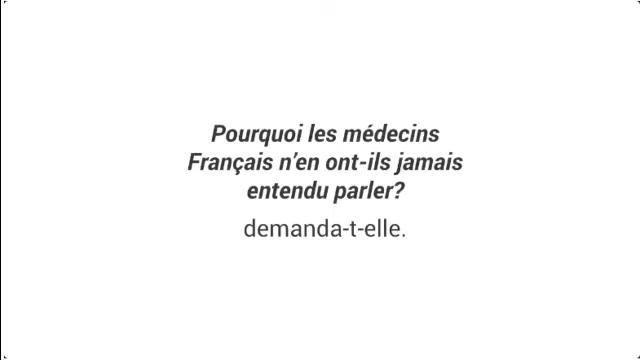 Pourquoi les médecins
Français n’en ont-ils jamais
entendu parler?
demanda-t-elle.